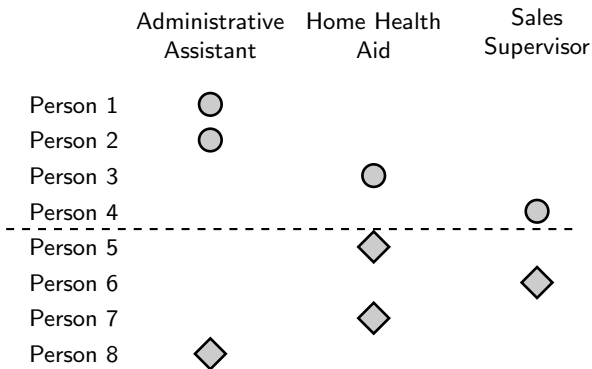 Administrative
Assistant
Home Health
Aid
Sales
Supervisor
Person 1
Person 2
Person 3
Person 4
Person 5
Person 6
Person 7
Person 8